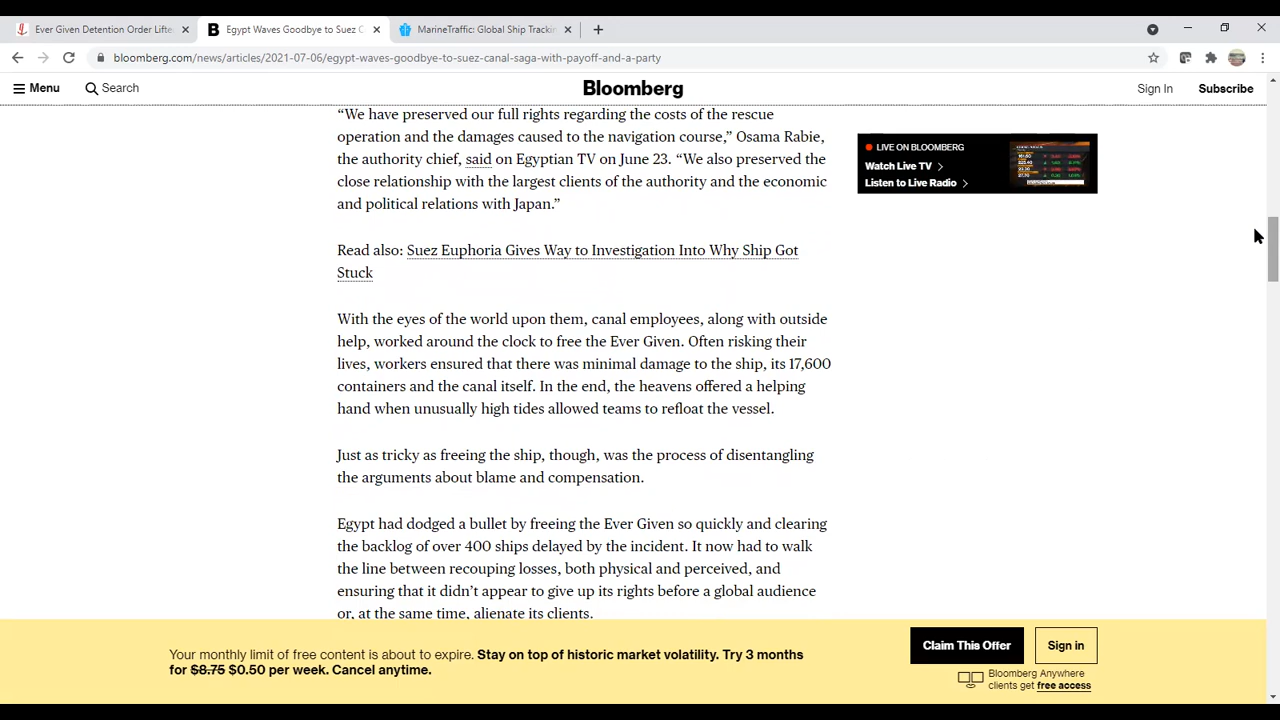 Ever Given Detention Order Lifte
Egypt Waves Goodbye to Suez C
MarineTraffic: Global Ship Trackin
bloomberg.com/news/articles/2021-07-06/egypt-waves-goodbye-to-suez-canal-saga-with-payoff-and-a-party
Menu
Search
Bloomberg
Sign In
Subscribe
“We have preserved our full rights regarding the costs of the rescue
operation and the damages caused to the navigation course,” Osama Rabie,
the authority chief, said on Egyptian TV on June 23. “We also preserved the
close relationship with the largest clients of the authority and the economic
and political relations with Japan.”
LIVE ON BLOOMBERG
Watch Live TV
Listen to Live Radio
Read also: Suez Euphoria Gives Way to Investigation Into Why Ship Got
Stuck
With the eyes of the world upon them, canal employees, along with outside
help, worked around the clock to free the Ever Given. Often risking their
lives, workers ensured that there was minimal damage to the ship, its 17,600
containers and the canal itself. In the end, the heavens offered a helping
hand when unusually high tides allowed teams to refloat the vessel.
Just as tricky as freeing the ship, though, was the process of disentangling
the arguments about blame and compensation.
Egypt had dodged a bullet by freeing the Ever Given so quickly and clearing
the backlog of over 400 ships delayed by the incident. It now had to walk
the line between recouping losses, both physical and perceived, and
ensuring that it didn’t appear to give up its rights before a global audience
or, at the same time, alienate its clients.
Your monthly limit of free content is about to expire. Stay on top of historic market volatility. Try 3 months
for $8.75 $0.50 per week. Cancel anytime.
Claim This Offer
Sign in
Bloomberg Anywhere
clients get free access